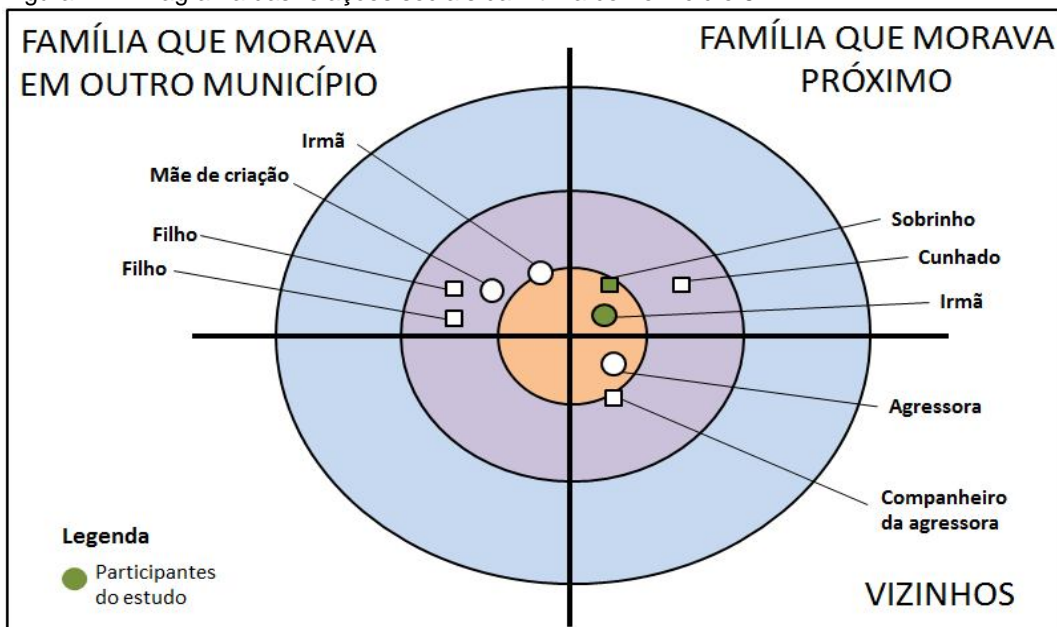 FAMÍLIA QUE MORAVA
EM OUTRO MUNICÍPIO
FAMÍLIA QUE MORAVA
PRÓXIMO
Irmã
Mãe de criação
Filho
Filho
Sobrinho
Cunhado
Irmã
Agressora
Companheiro
da agressora
Legenda
Participantes
do estudo
VIZINHOS